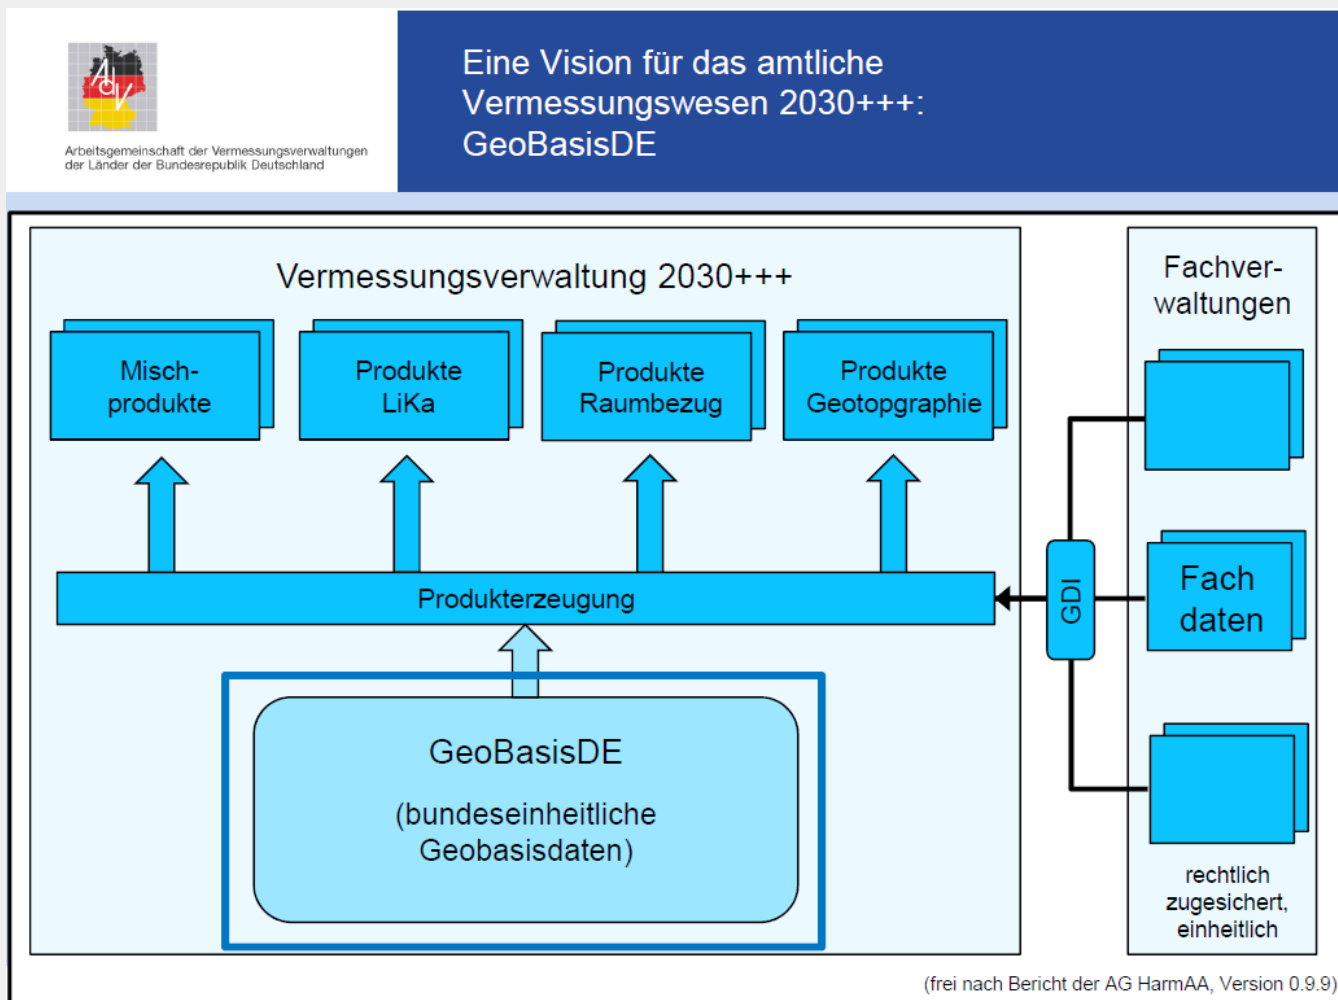 AdV
Arbeitsgemeinschaft der Vermessungsverwaltungen
der Länder der Bundesrepublik Deutschland
Eine Vision für das amtliche
Vermessungswesen 2030+++:
GeoBasisDE
Vermessungsverwaltung 2030+++
Misch-
produkte
Produkte
LiKa
Produkte
Raumbezug
Produkte
Geotopgraphie
Produkterzeugung
GeoBasisDE
(bundeseinheitliche
Geobasisdaten)
GDI
Fachver-
waltungen
Fach
daten
rechtlich
zugesichert,
einheitlich
(frei nach Bericht der AG HarmAA, Version 0.9.9)